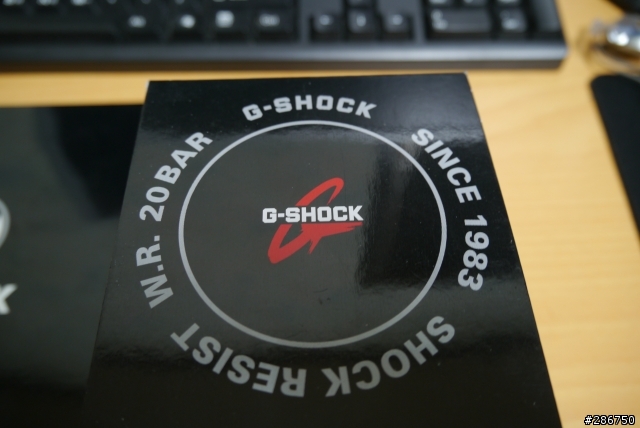 G-SHOCK
SINCE 1983
SHOCK RESIST
W.R. 20BAR
G-SHOCK
#286750